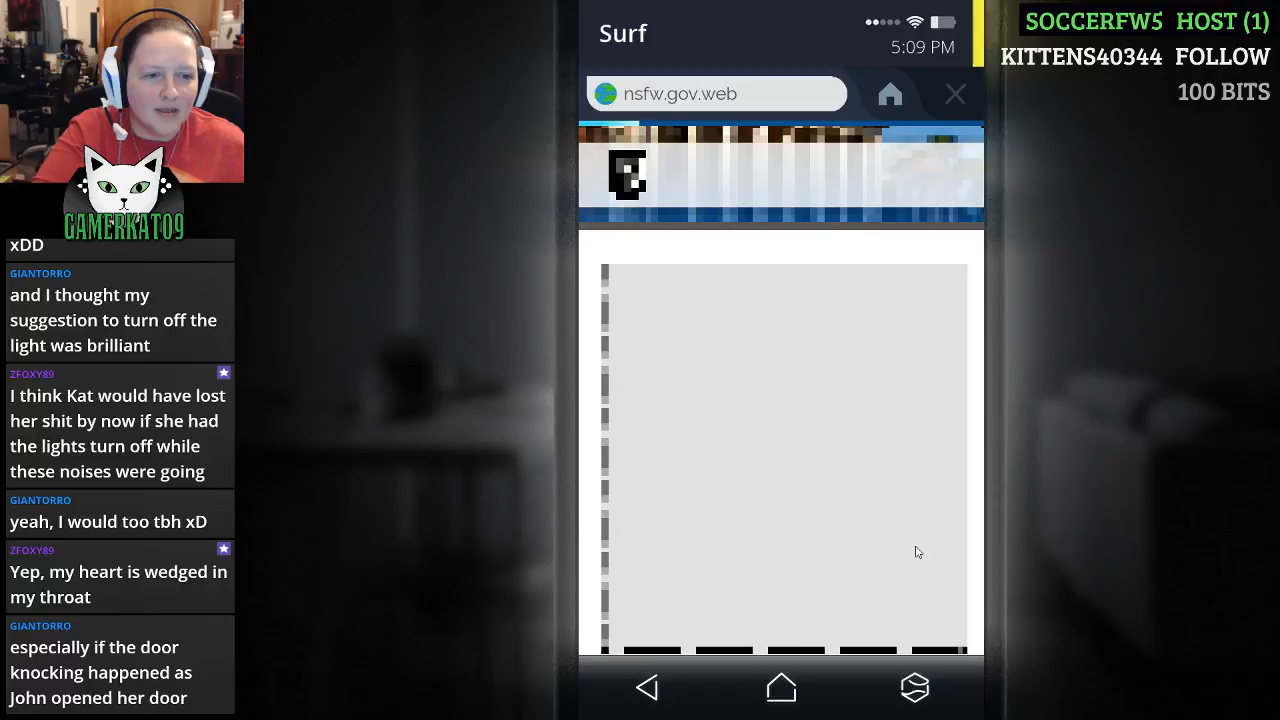 Surf
5:09 PM
nsfw.gov.web
SOCCERFW5 HOST (1)
KITTENS40344 FOLLOW
100 BITS
GAMERKAT09
xDD
GIANTORRO
and I thought my
suggestion to turn off the
light was brilliant
ZFOXY89
I think Kat would have lost
her shit by now if she had
the lights turn off while
these noises were going
GIANTORRO
yeah, I would too tbh xD
ZFOXY89
Yep, my heart is wedged in
my throat
GIANTORRO
especially if the door
knocking happened as
John opened her door